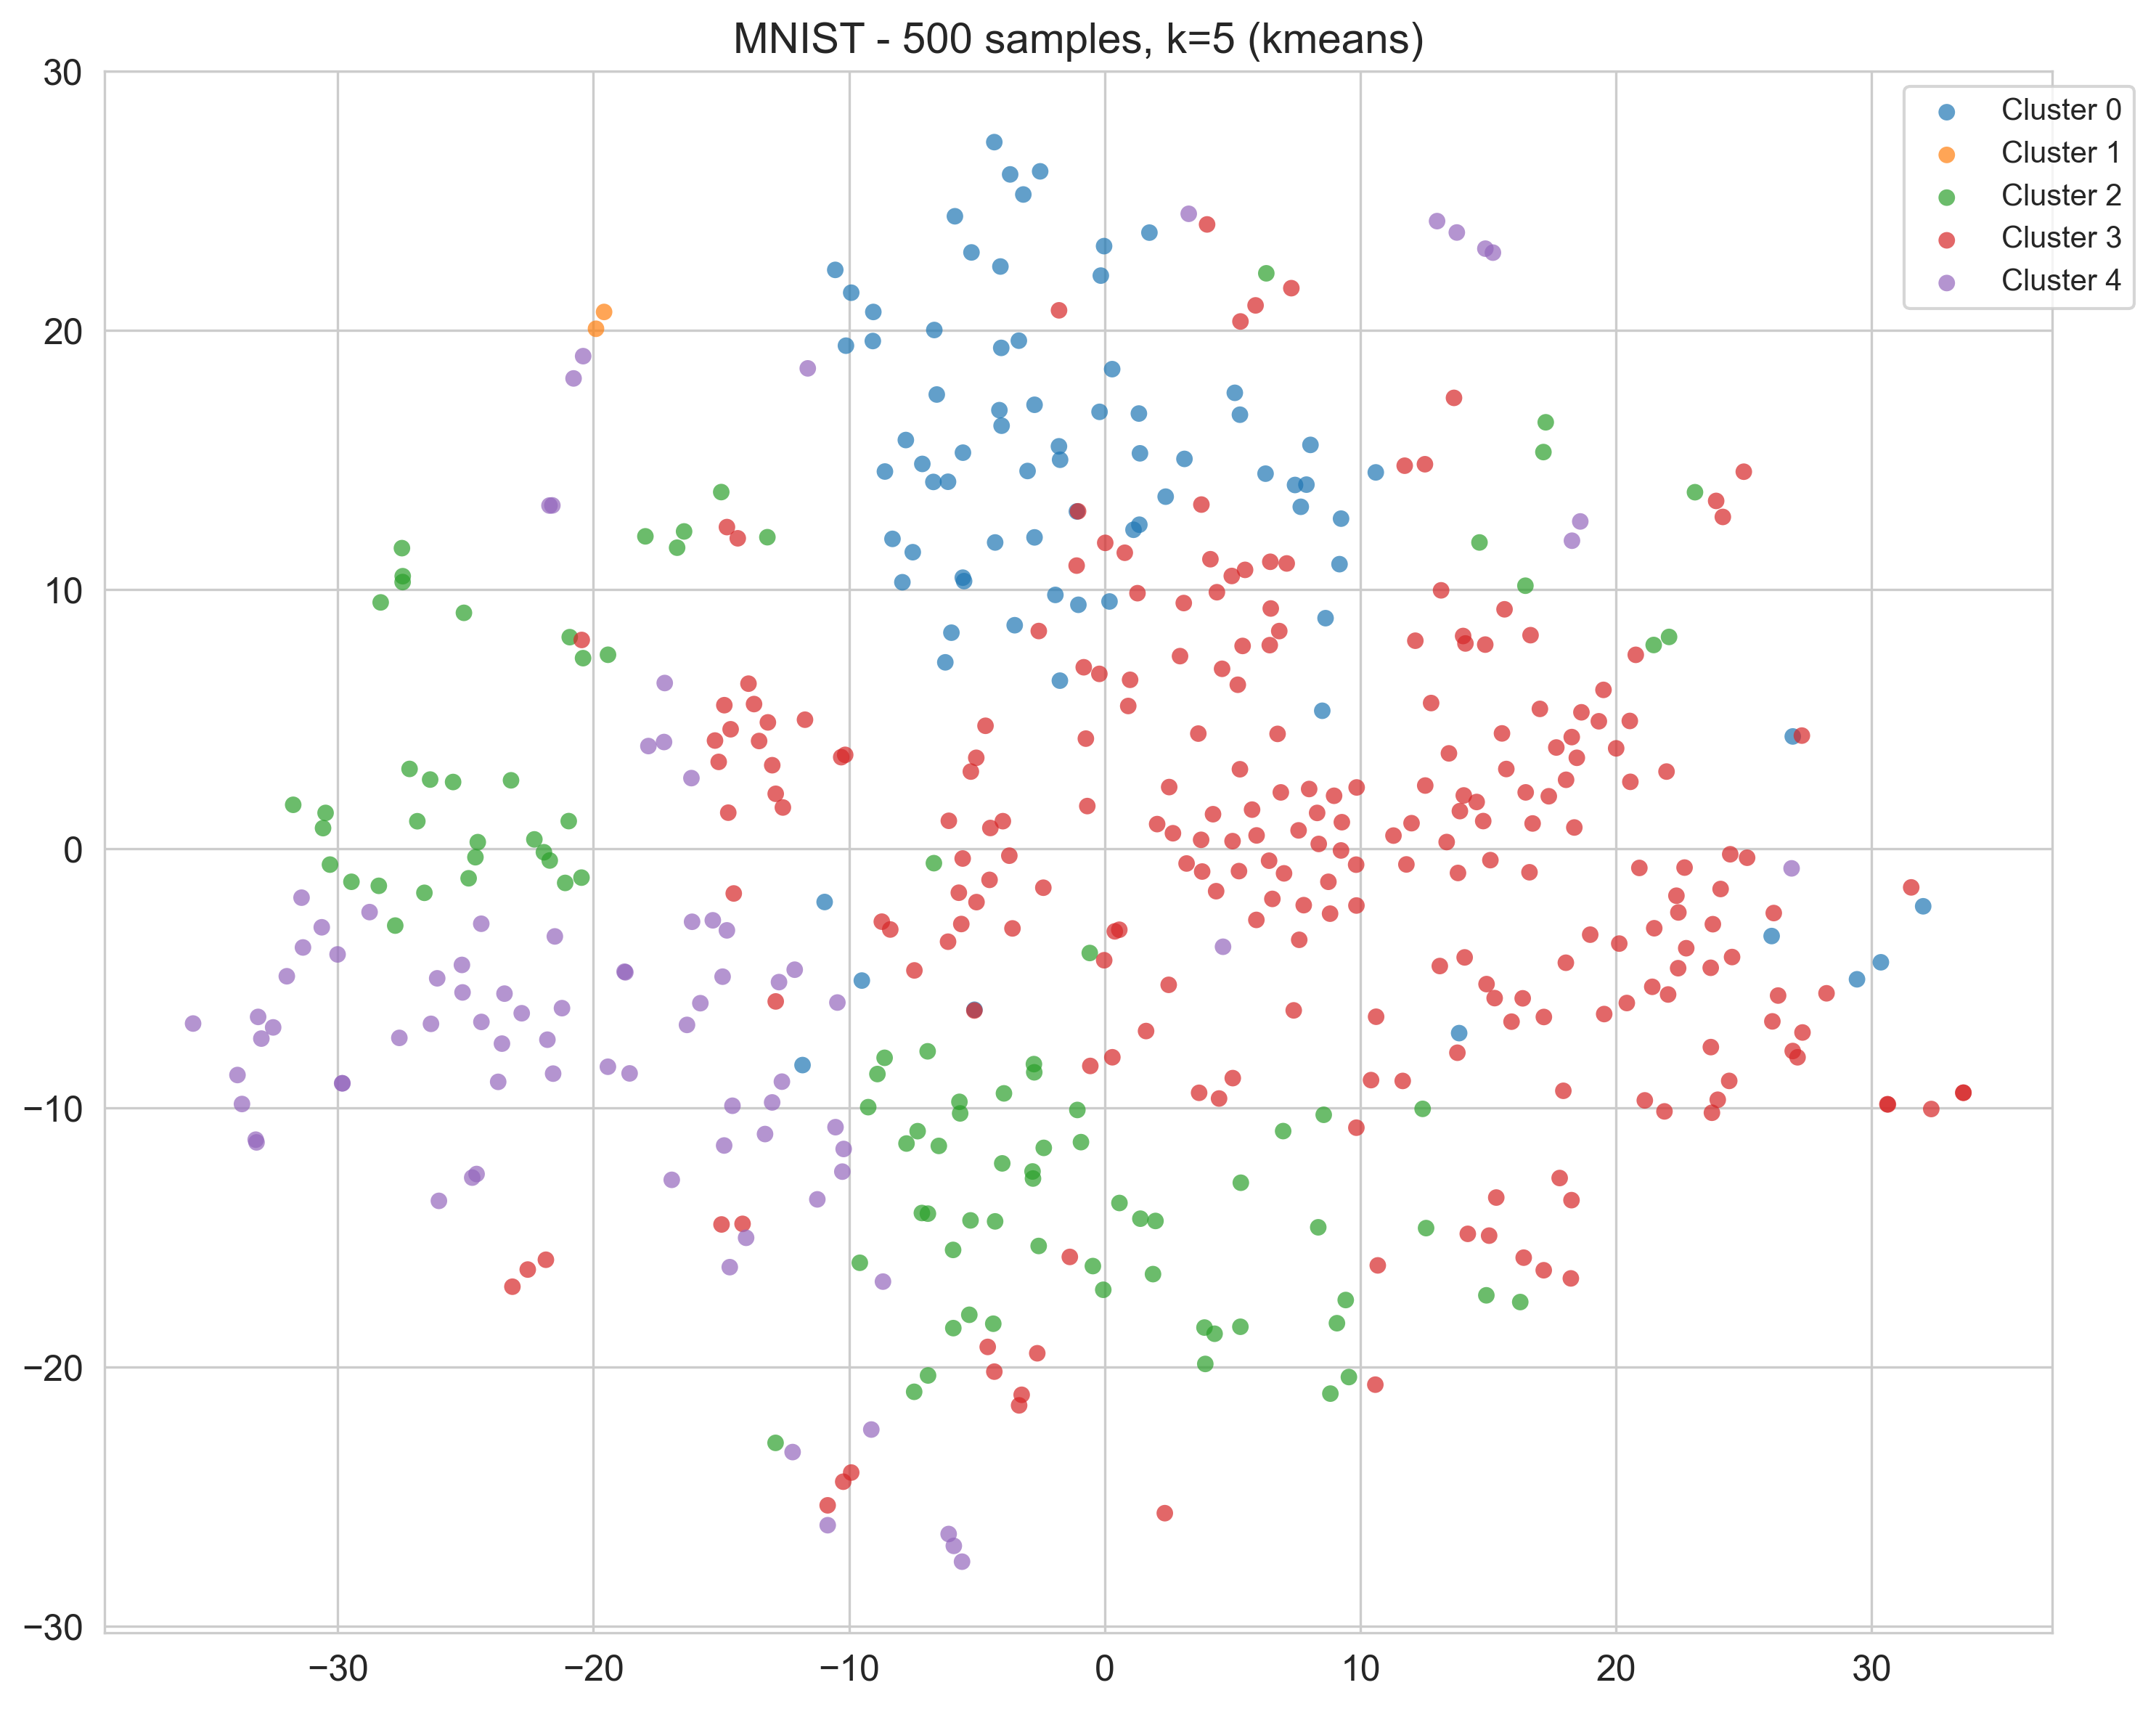 MNIST - 500 samples, k=5 (kmeans)
30
20
10
0
−10
−20
−30
−30 −20 −10 0 10 20 30
Cluster 0
Cluster 1
Cluster 2
Cluster 3
Cluster 4